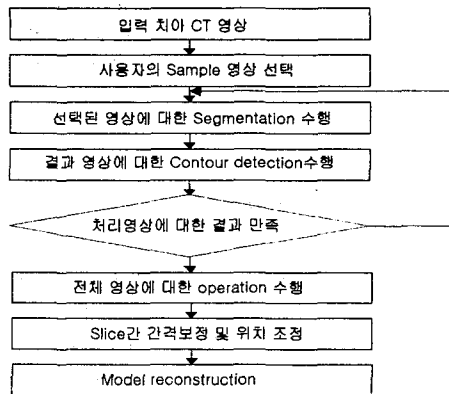 입력 치아 CT 영상
사용자의 Sample 영상 선택
선택된 영상에 대한 Segmentation 수행
결과 영상에 대한 Contour detection수행
처리영상에 대한 결과 만족
전체 영상에 대한 operation 수행
Slice간 간격보정 및 위치 조정
Model reconstruction